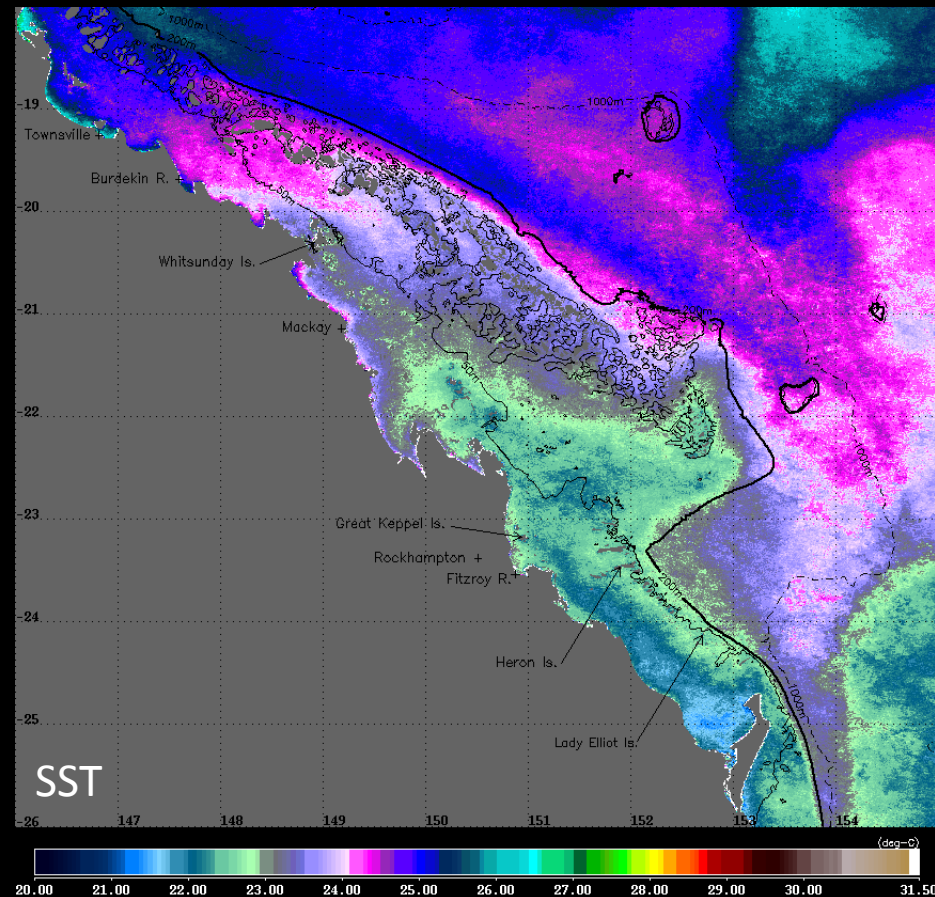 1000m
200m
-19
1000m
Townsville
Burdekin R.
50m
-20
Whitsunday Is.
-21
Mackay
50m
-22
50m
1000m
-23
Great Keppel Is.
Rockhampton
Fitzroy R.
200m
-24
Heron Is.
1000m
-25
Lady Elliot Is.
SST
-26
147 148 149 150 151 152 153 154
(deg-C)
20.00 21.00 22.00 23.00 24.00 25.00 26.00 27.00 28.00 29.00 30.00 31.50